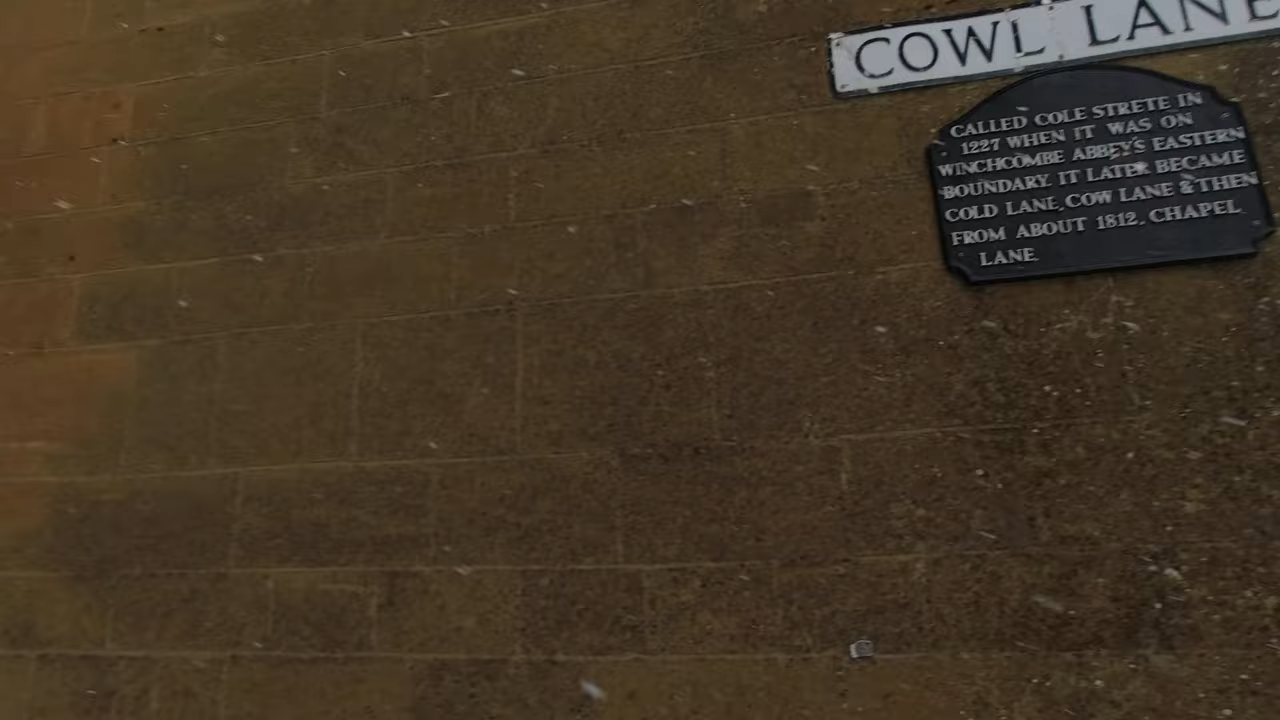 COWL LANE
CALLED COLE STRETE IN
1227 WHEN IT WAS ON
WINCHCOMBE ABBEY'S EASTERN
BOUNDARY. IT LATER BECAME
COLD LANE, COW LANE & THEN
FROM ABOUT 1812, CHAPEL
LANE